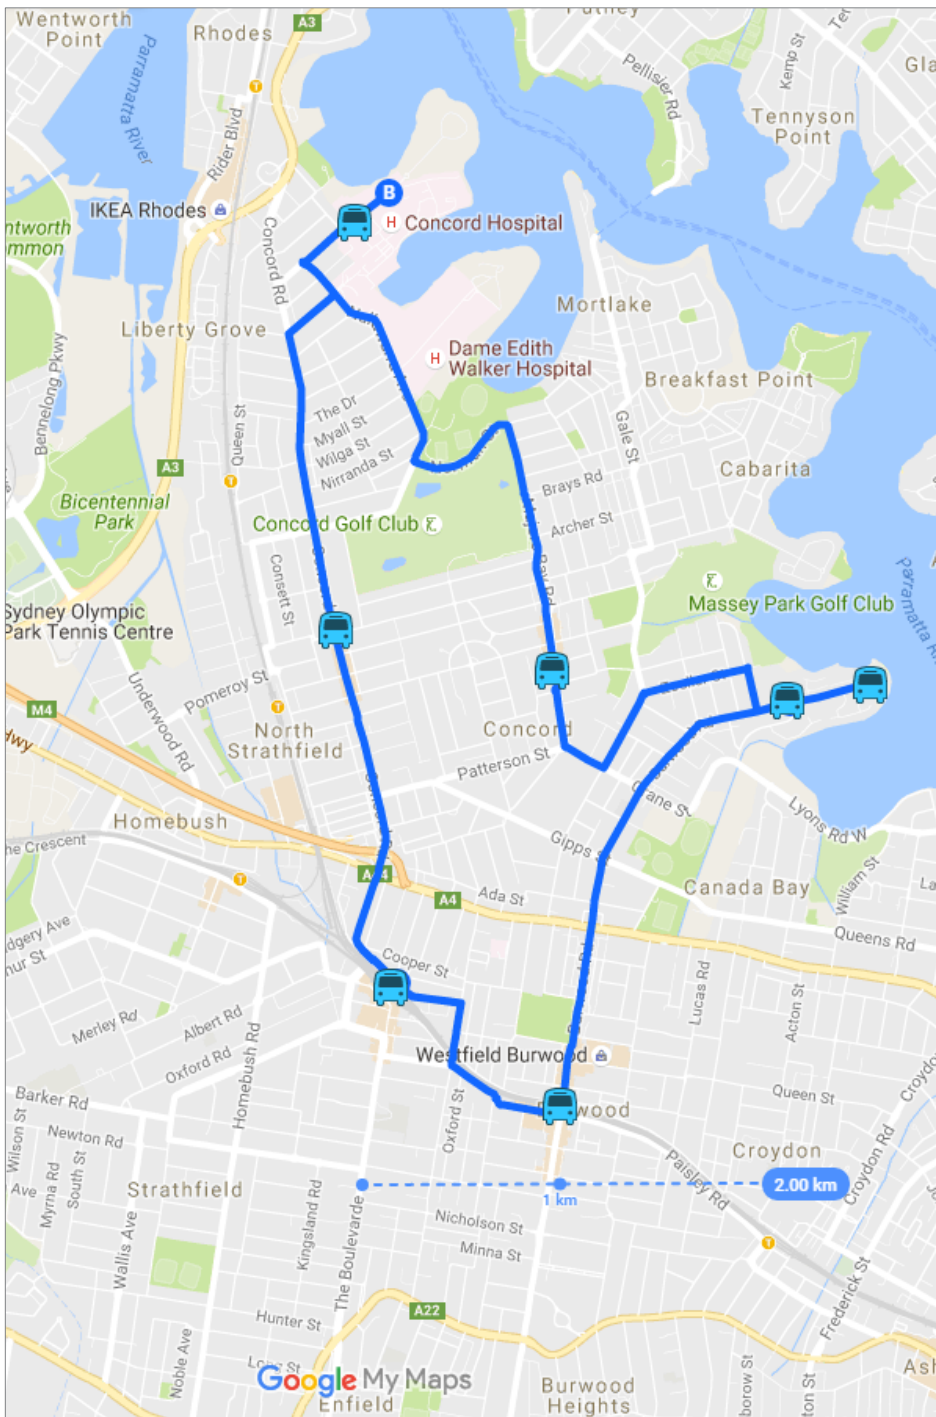 Wentworth
Point
Rhodes
A3
Putney
Parramatta
River
Rider Blvd
Pellisier Rd
Kemp St
Tennyson
Point
IKEA Rhodes
B
H
Concord Hospital
Concord Rd
Mortlake
Liberty Grove
Bennelong Pkwy
H
Dame Edith
Walker Hospital
Breakfast Point
The Dr
Myall St
Wilga St
Nirranda St
Gale St
Queen St
A3
Cabarita
Brays Rd
Bicentennial
Park
Archer St
Concord Golf Club
Majors Bay Rd
Consett St
Massey Park Golf Club
Sydney Olympic
Park Tennis Centre
Underwood Rd
Pomeroy St
M4
Hwy
North
Strathfield
Concord
Patterson St
Crane St
Lyons Rd W
Homebush
Gipps St
The Crescent
A4
Ada St
Canada Bay
William St
Queens Rd
Cooper St
Lucas Rd
Acton St
Merley Rd
Albert Rd
Oxford Rd
Homebush Rd
Westfield Burwood
Barker Rd
Newton Rd
Oxford St
Queen St
Croydon Rd
Wilson St
Myrna Rd
South St
Croydon
Paisley Rd
Strathfield
1 km
2.00 km
Wallis Ave
Kingsland Rd
The Boulevarde
Nicholson St
Minna St
Frederick St
A22
Hunter St
Noble Ave
Google My Maps
Enfield
Burwood
Heights